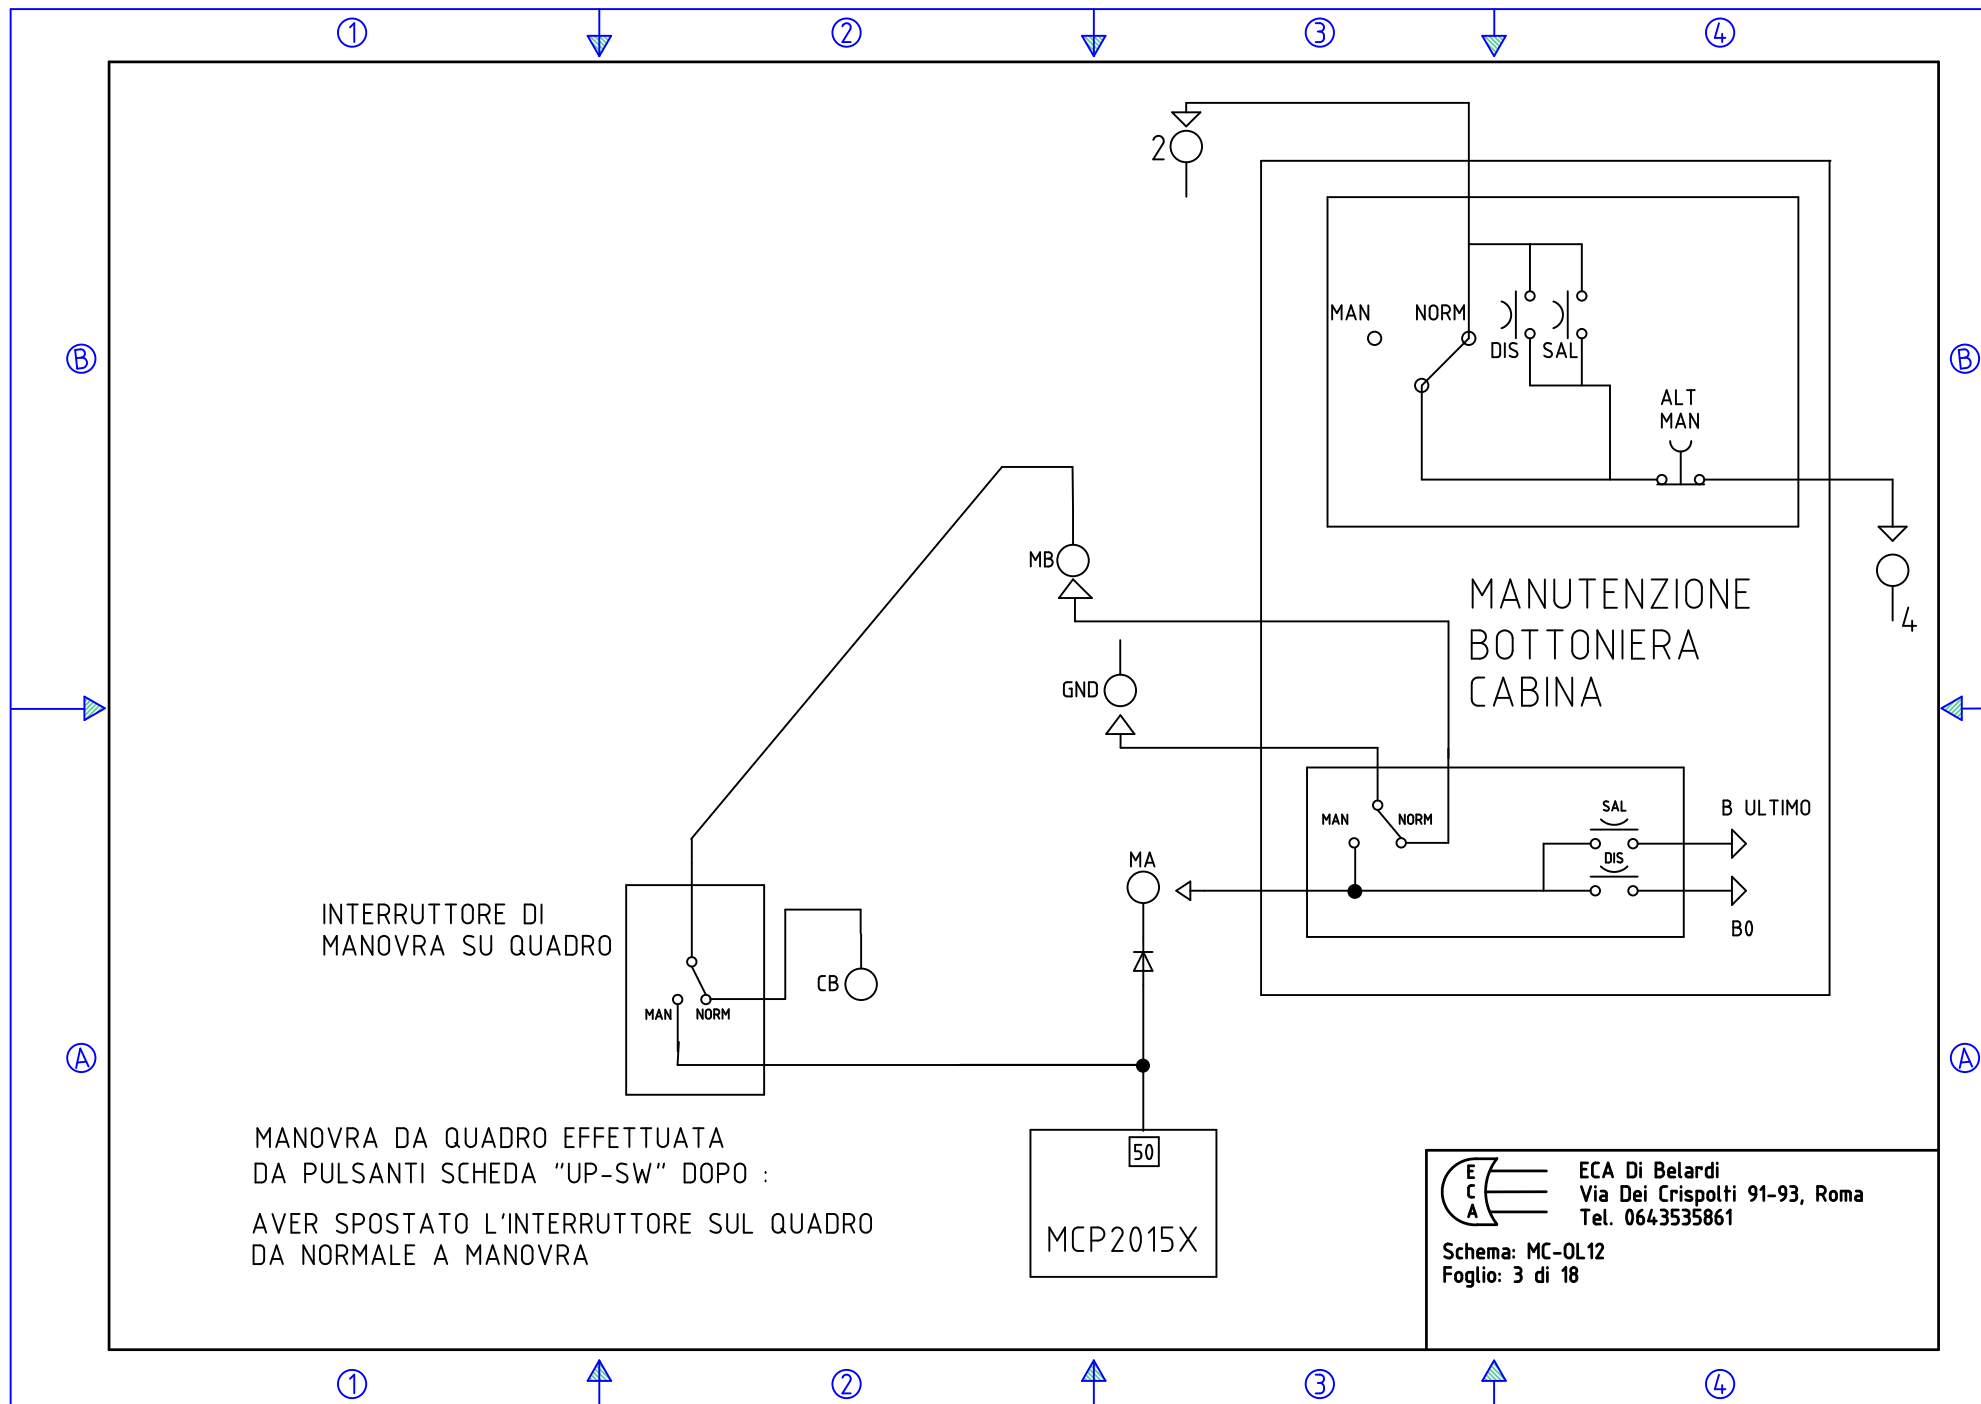 1 2 3 4
2
MAN NORM
DIS SAL
B B
ALT
MAN
MB
MANUTENZIONE
BOTTONIERA
CABINA
4
GND
SAL
B ULTIMO
MAN NORM
DIS
MA
B0
INTERRUTTORE DI
MANOVRA SU QUADRO
CB
MAN NORM
A A
MANOVRA DA QUADRO EFFETTUATA
DA PULSANTI SCHEDA "UP-SW" DOPO :
AVER SPOSTATO L'INTERRUTTORE SUL QUADRO
DA NORMALE A MANOVRA
50
MCP2015X
E
C
A
ECA Di Belardi
Via Dei Crispolti 91-93, Roma
Tel. 0643535861
Schema: MC-OL12
Foglio: 3 di 18
1 2 3 4